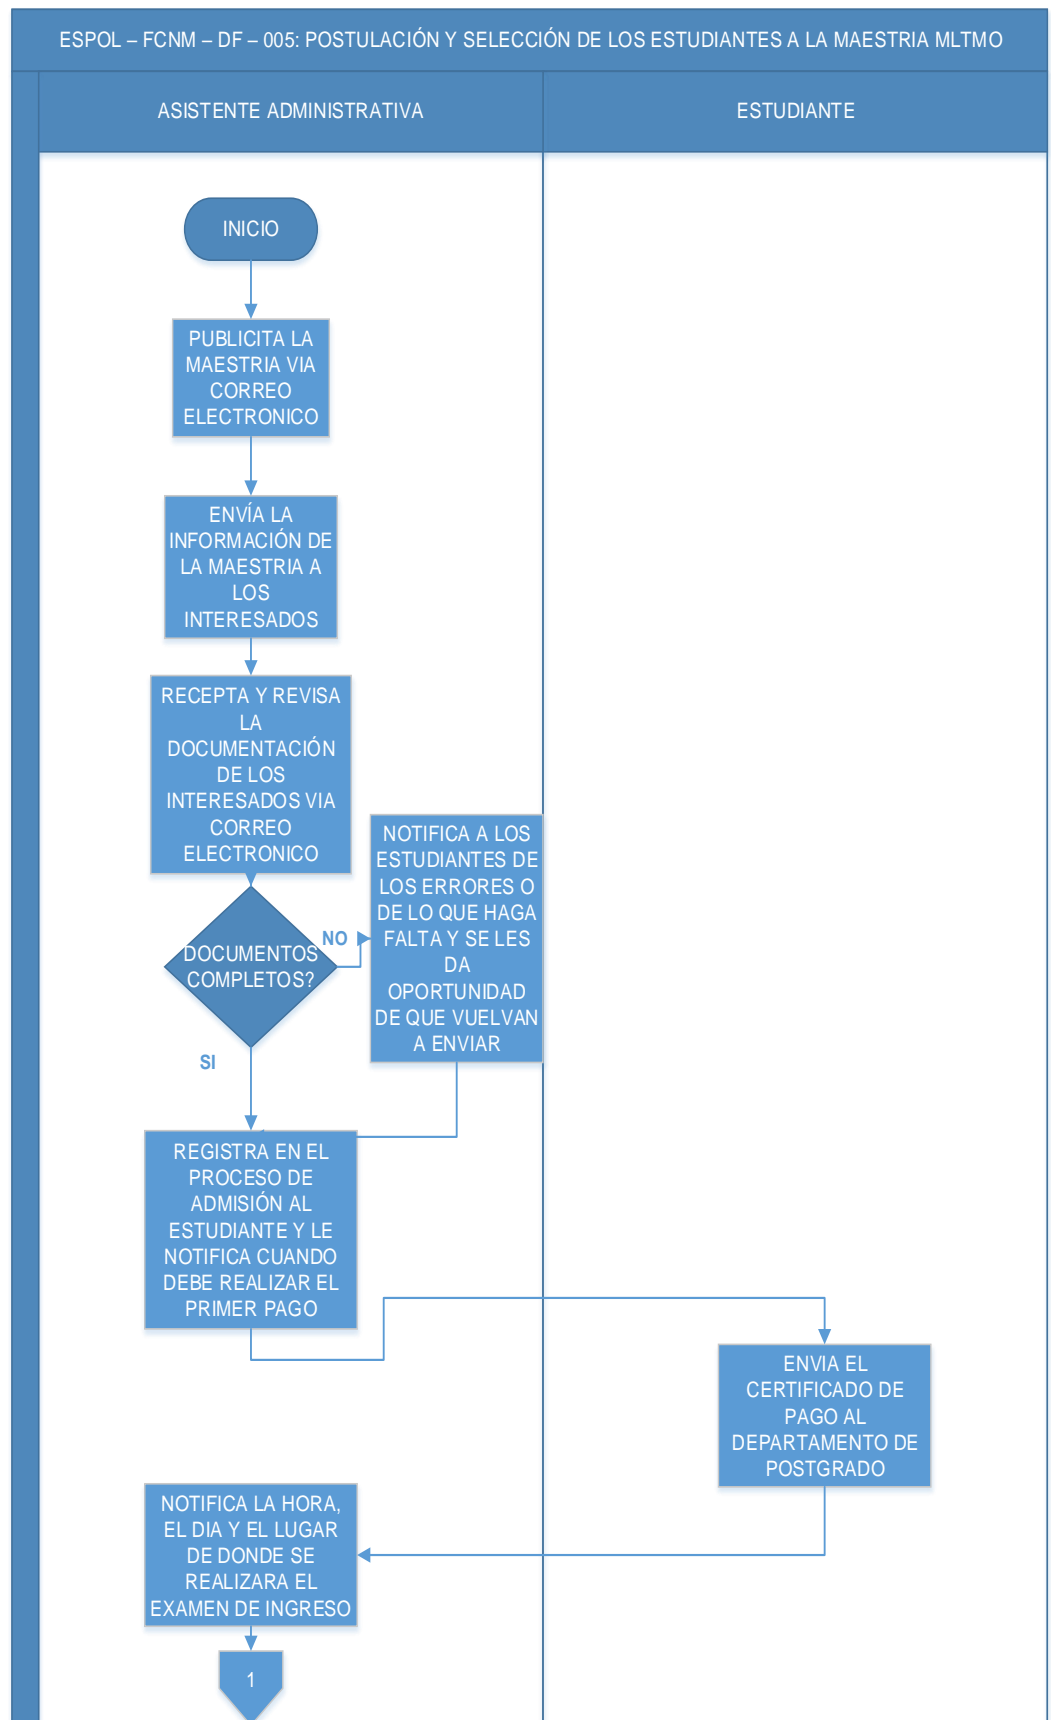 ESPOL – FCNM – DF – 005: POSTULACIÓN Y SELECCIÓN DE LOS ESTUDIANTES A LA MAESTRIA MLTMO
ASISTENTE ADMINISTRATIVA
ESTUDIANTE
INICIO
PUBLICITA LA
MAESTRIA VIA
CORREO
ELECTRONICO
ENVÍA LA
INFORMACIÓN DE
LA MAESTRIA A
LOS
INTERESADOS
RECEPTA Y REVISA
LA
DOCUMENTACIÓN
DE LOS
INTERESADOS VIA
CORREO
ELECTRONICO
NOTIFICA A LOS
ESTUDIANTES DE
LOS ERRORES O
DE LO QUE HAGA
FALTA Y SE LES
DA
OPORTUNIDAD
DE QUE VUELVAN
A ENVIAR
NO
DOCUMENTOS
COMPLETOS?
SI
REGISTRA EN EL
PROCESO DE
ADMISIÓN AL
ESTUDIANTE Y LE
NOTIFICA CUANDO
DEBE REALIZAR EL
PRIMER PAGO
ENVIA EL
CERTIFICADO DE
PAGO AL
DEPARTAMENTO DE
POSTGRADO
NOTIFICA LA HORA,
EL DIA Y EL LUGAR
DE DONDE SE
REALIZARA EL
EXAMEN DE INGRESO
1